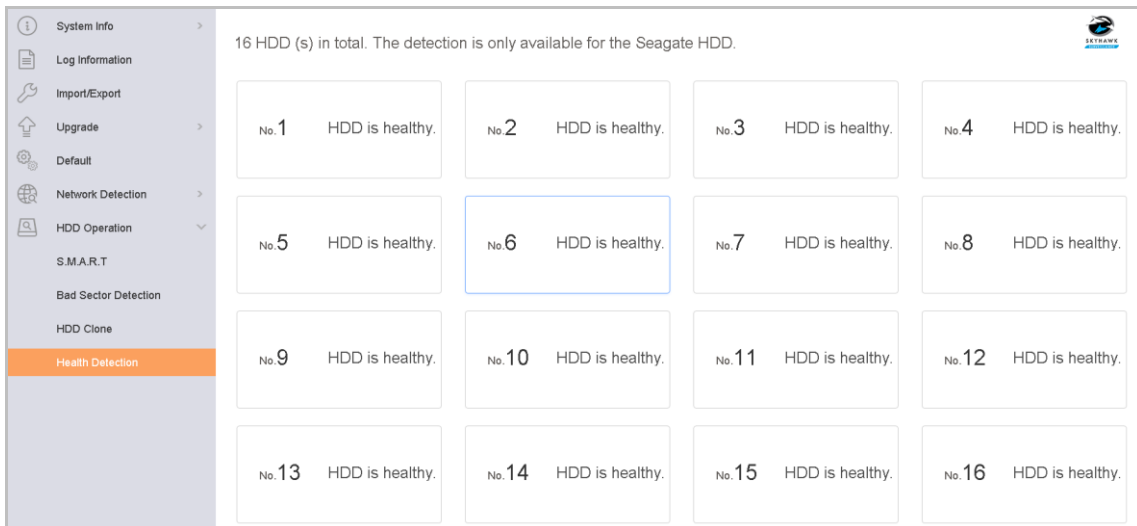 System Info
Log Information
Import/Export
Upgrade
Default
Network Detection
HDD Operation
S.M.A.R.T
Bad Sector Detection
HDD Clone
Health Detection
16 HDD (s) in total. The detection is only available for the Seagate HDD.
SKYHAWK
No.1 HDD is healthy. No.2 HDD is healthy. No.3 HDD is healthy. No.4 HDD is healthy.
No.5 HDD is healthy. No.6 HDD is healthy. No.7 HDD is healthy. No.8 HDD is healthy.
No.9 HDD is healthy. No.10 HDD is healthy. No.11 HDD is healthy. No.12 HDD is healthy.
No.13 HDD is healthy. No.14 HDD is healthy. No.15 HDD is healthy. No.16 HDD is healthy.